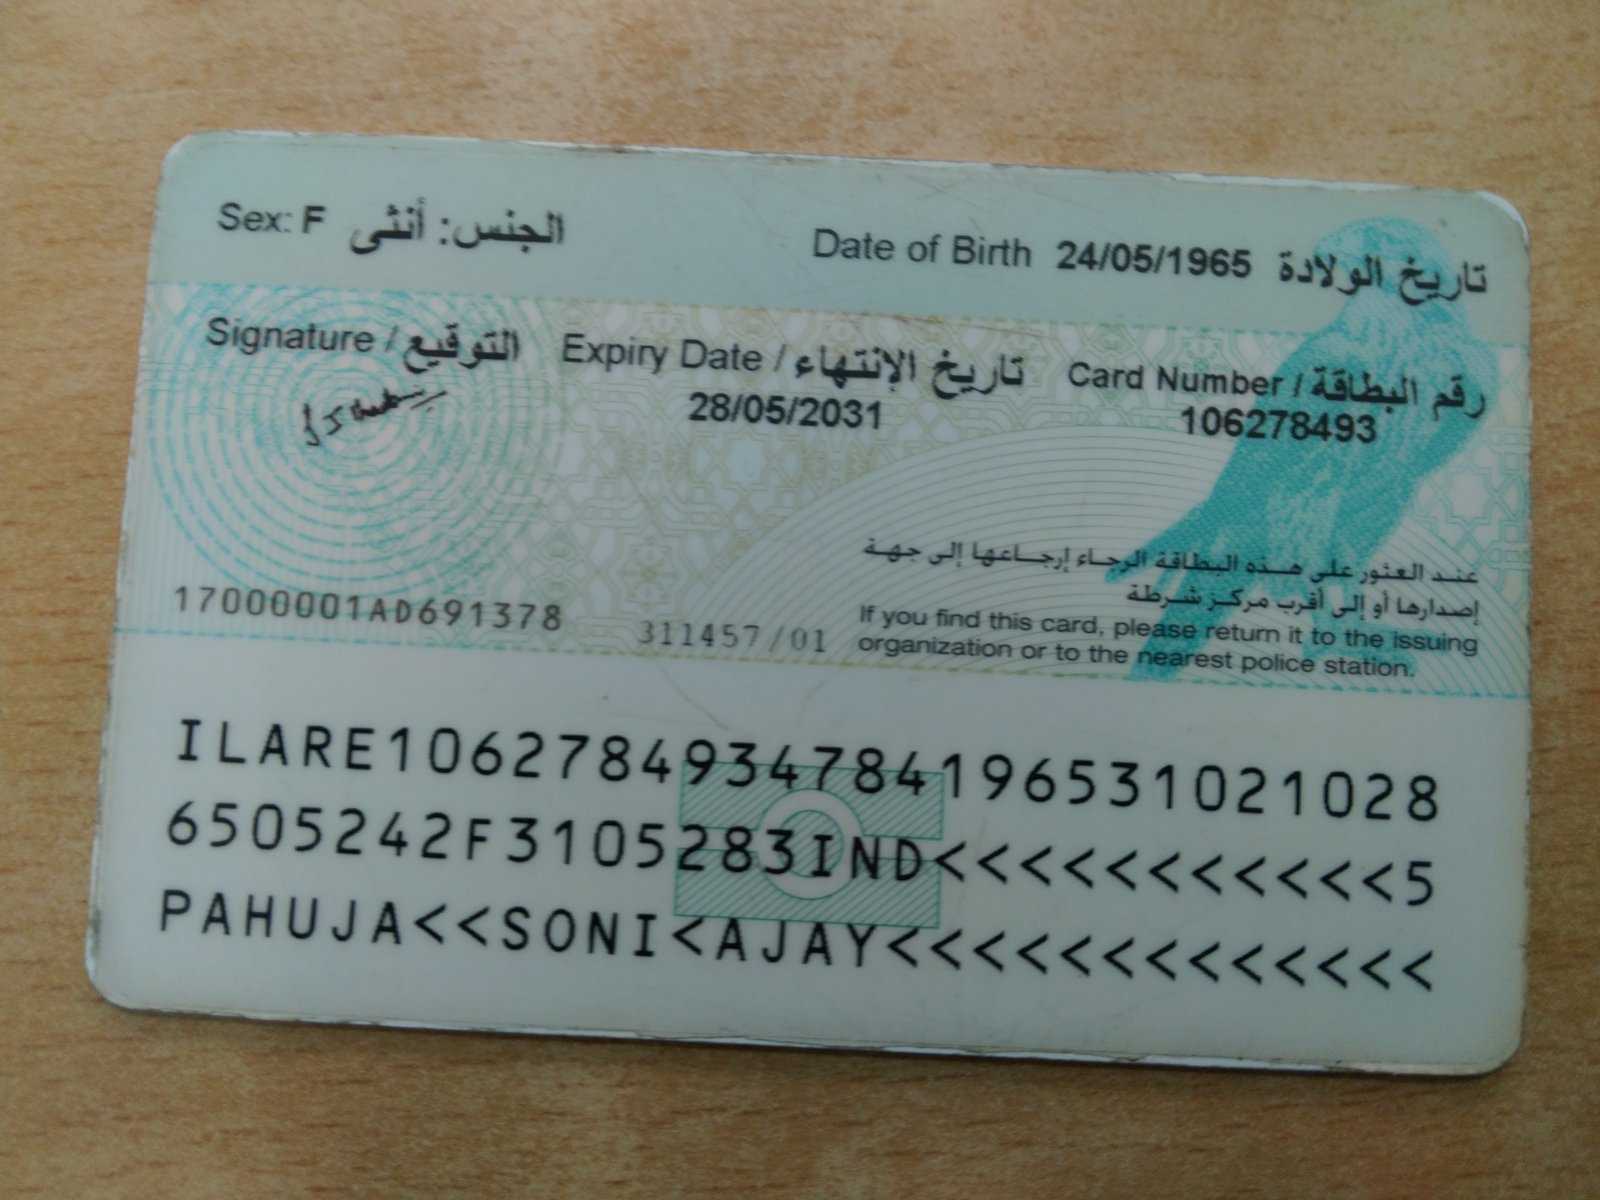 Sex: F الجنس: أنثى
Date of Birth 24/05/1965 تاريخ الولادة
Signature / التوقيع
Expiry Date / تاريخ الإنتهاء
28/05/2031
Card Number / رقم البطاقة
106278493
عند العثور على هذه البطاقة الرجاء إرجاعها إلى جهة
إصدارها أو إلى أقرب مركز شرطة
If you find this card, please return it to the issuing
organization or to the nearest police station.
17000001AD691378
311457/01
ILARE1062784934784196531021028
6505242F3105283IND<<<<<<<<<<<5
PAHUJA<<SONI<AJAY<<<<<<<<<<<<<